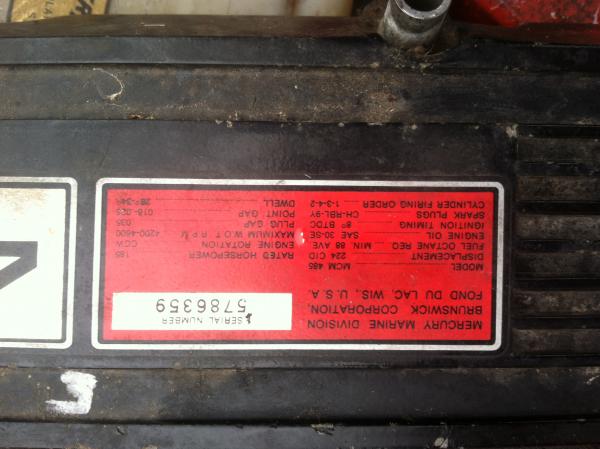 MERCURY MARINE DIVISION
BRUNSWICK CORPORATION,
FOND DU LAC, WIS., U.S.A.
SERIAL NUMBER
5786359
MODEL MCM 485
DISPLACEMENT 224 CID
FUEL OCTANE REQ MIN 88 AVE
ENGINE OIL SAE 30-SE
IGNITION TIMING 8° BTDC
SPARK PLUGS CH-RBL-9Y
CYLINDER FIRING ORDER 1-3-4-2
RATED HORSEPOWER 185
ENGINE ROTATION CCW
MAXIMUM W O T R P M 4200-4600
PLUG GAP 035
POINT GAP 018-025
DWELL